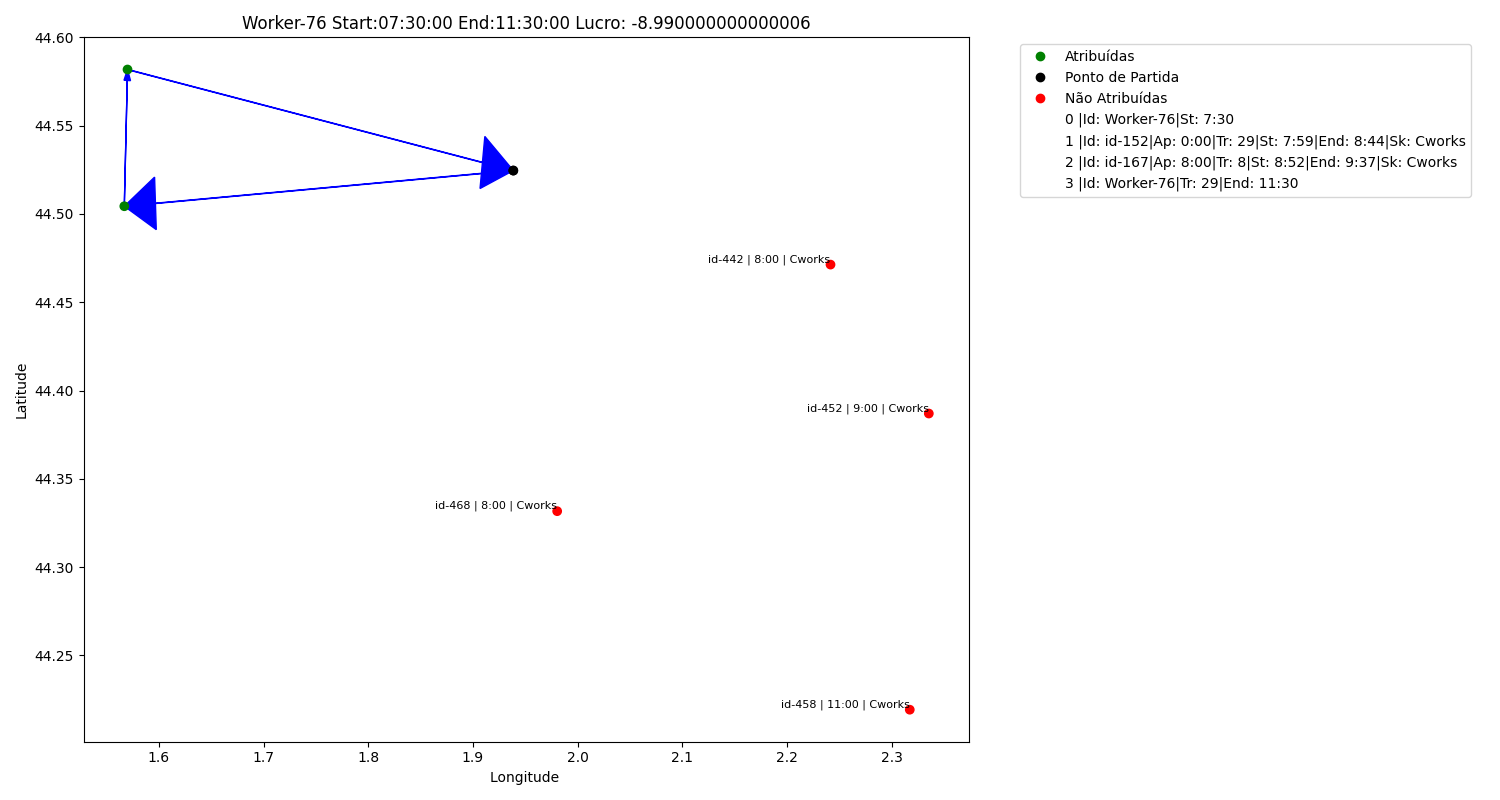 Worker-76 Start:07:30:00 End:11:30:00 Lucro: -8.990000000000006
44.60
44.55
44.50
44.45
44.40
44.35
44.30
44.25
Latitude
id-442 | 8:00 | Cworks
id-452 | 9:00 | Cworks
id-468 | 8:00 | Cworks
id-458 | 11:00 | Cworks
1.6 1.7 1.8 1.9 2.0 2.1 2.2 2.3
Longitude
Atribuídas
Ponto de Partida
Não Atribuídas
0 |Id: Worker-76|St: 7:30
1 |Id: id-152|Ap: 0:00|Tr: 29|St: 7:59|End: 8:44|Sk: Cworks
2 |Id: id-167|Ap: 8:00|Tr: 8|St: 8:52|End: 9:37|Sk: Cworks
3 |Id: Worker-76|Tr: 29|End: 11:30